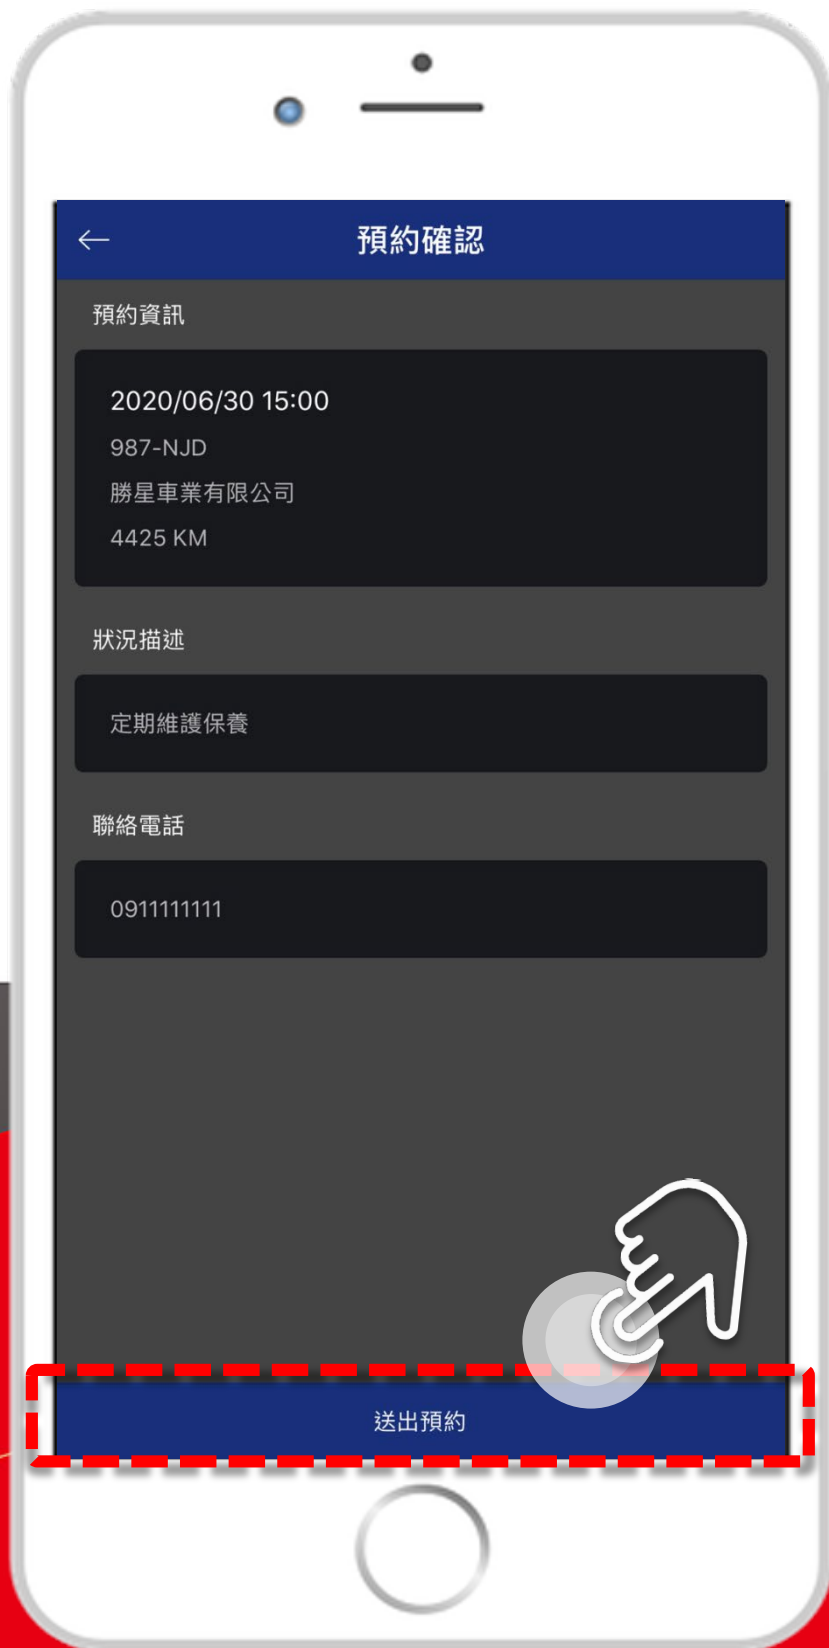 預約確認
預約資訊
2020/06/30 15:00
987-NJD
勝星車業有限公司
4425 KM
狀況描述
定期維護保養
聯絡電話
0911111111
送出預約